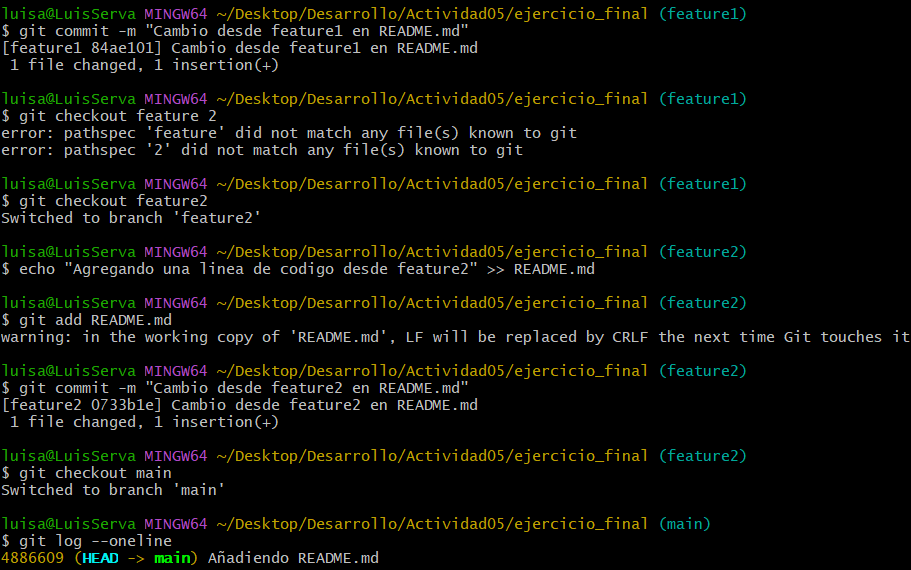 luisa@LuisServa MINGW64 ~/Desktop/Desarrollo/Actividad05/ejercicio_final (feature1)
$ git commit -m "Cambio desde feature1 en README.md"
[feature1 84ae101] Cambio desde feature1 en README.md
 1 file changed, 1 insertion(+)
luisa@LuisServa MINGW64 ~/Desktop/Desarrollo/Actividad05/ejercicio_final (feature1)
$ git checkout feature 2
error: pathspec 'feature' did not match any file(s) known to git
error: pathspec '2' did not match any file(s) known to git
luisa@LuisServa MINGW64 ~/Desktop/Desarrollo/Actividad05/ejercicio_final (feature1)
$ git checkout feature2
Switched to branch 'feature2'
luisa@LuisServa MINGW64 ~/Desktop/Desarrollo/Actividad05/ejercicio_final (feature2)
$ echo "Agregando una linea de codigo desde feature2" >> README.md
luisa@LuisServa MINGW64 ~/Desktop/Desarrollo/Actividad05/ejercicio_final (feature2)
$ git add README.md
warning: in the working copy of 'README.md', LF will be replaced by CRLF the next time Git touches it
luisa@LuisServa MINGW64 ~/Desktop/Desarrollo/Actividad05/ejercicio_final (feature2)
$ git commit -m "Cambio desde feature2 en README.md"
[feature2 0733b1e] Cambio desde feature2 en README.md
 1 file changed, 1 insertion(+)
luisa@LuisServa MINGW64 ~/Desktop/Desarrollo/Actividad05/ejercicio_final (feature2)
$ git checkout main
Switched to branch 'main'
luisa@LuisServa MINGW64 ~/Desktop/Desarrollo/Actividad05/ejercicio_final (main)
$ git log --oneline
4886609 (HEAD -> main) Añadiendo README.md